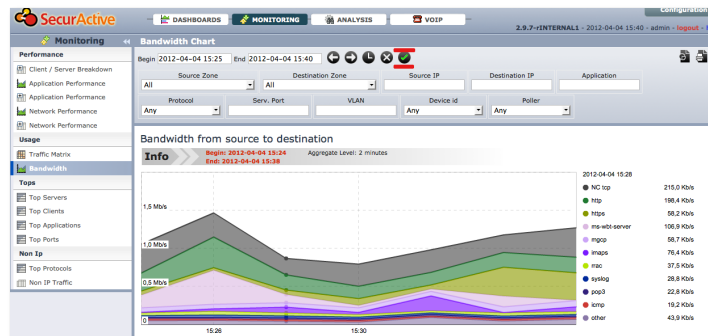 SecurActive
DASHBOARDS MONITORING ANALYSIS VOIP
Configuration
2.9.7-rINTERNAL1 - 2012-04-04 15:40 - admin - logout -
Monitoring
Bandwidth Chart
Performance
Client / Server Breakdown
Application Performance
Application Performance
Network Performance
Network Performance
Usage
Traffic Matrix
Bandwidth
Tops
Top Servers
Top Clients
Top Applications
Top Ports
Non Ip
Top Protocols
Non IP Traffic
Begin 2012-04-04 15:25 End 2012-04-04 15:40
Source Zone Destination Zone Source IP Destination IP Application
All All
Protocol Serv. Port VLAN Device id Poller
Any Any Any
Bandwidth from source to destination
Info
Begin: 2012-04-04 15:24 Aggregate Level: 2 minutes
End: 2012-04-04 15:38
1,5 Mb/s
1,0 Mb/s
0,5 Mb/s
0
15:26 15:30
2012-04-04 15:28
NC tcp 215,0 Kb/s
http 198,4 Kb/s
https 58,2 Kb/s
ms-wbt-server 106,9 Kb/s
mgcp 58,7 Kb/s
imaps 76,4 Kb/s
rrac 37,5 Kb/s
syslog 28,8 Kb/s
pop3 22,8 Kb/s
icmp 19,2 Kb/s
other 43,9 Kb/s